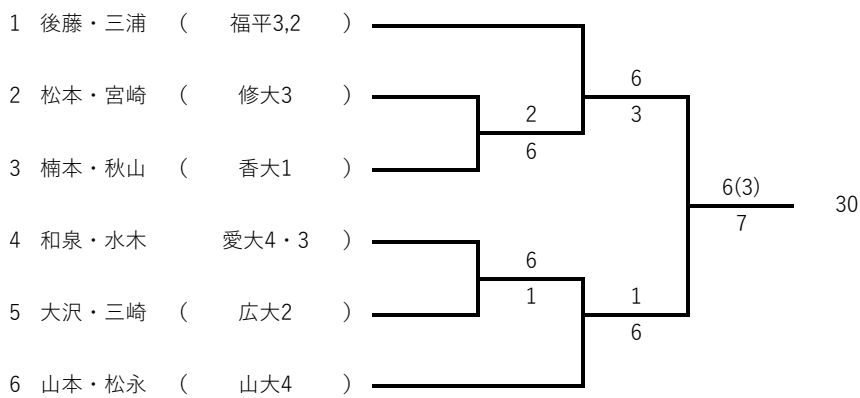 1 後藤・三浦 （ 福平3,2 ）
6
2 松本・宮崎 （ 修大3 ）
2 3
6
3 楠本・秋山 （ 香大1 ）
6(3)
30
7
4 和泉・水木 愛大4・3 ）
6
1 1
5 大沢・三崎 （ 広大2 ）
6
6 山本・松永 （ 山大4 ）